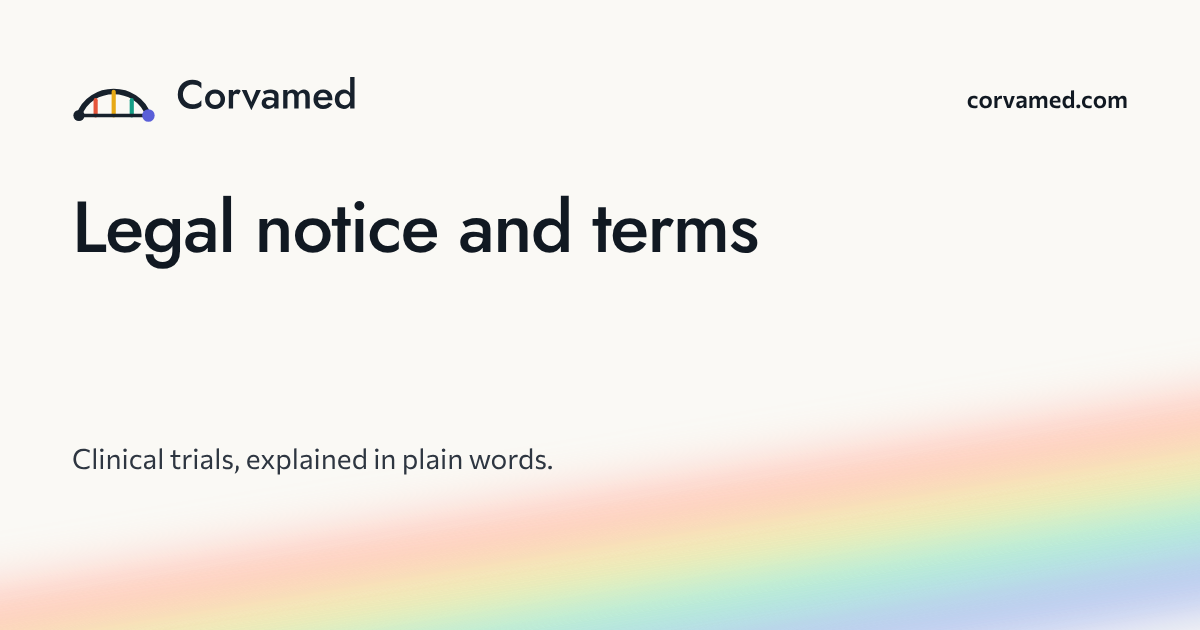 Corvamed
corvamed.com
Legal notice and terms
Clinical trials, explained in plain words.